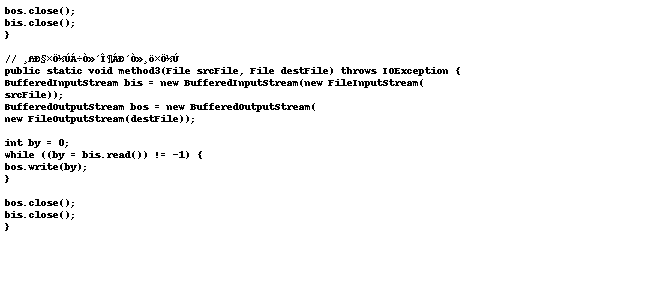 bos.close();
bis.close();
}
// ¸ßÐ§×Ö½ÚÁ÷Ò»´Î¶ÁÐ´Ò»¸ö×Ö½Ú
public static void method3(File srcFile, File destFile) throws IOException {
BufferedInputStream bis = new BufferedInputStream(new FileInputStream(
srcFile));
BufferedOutputStream bos = new BufferedOutputStream(
new FileOutputStream(destFile));
int by = 0;
while ((by = bis.read()) != -1) {
bos.write(by);
}
bos.close();
bis.close();
}